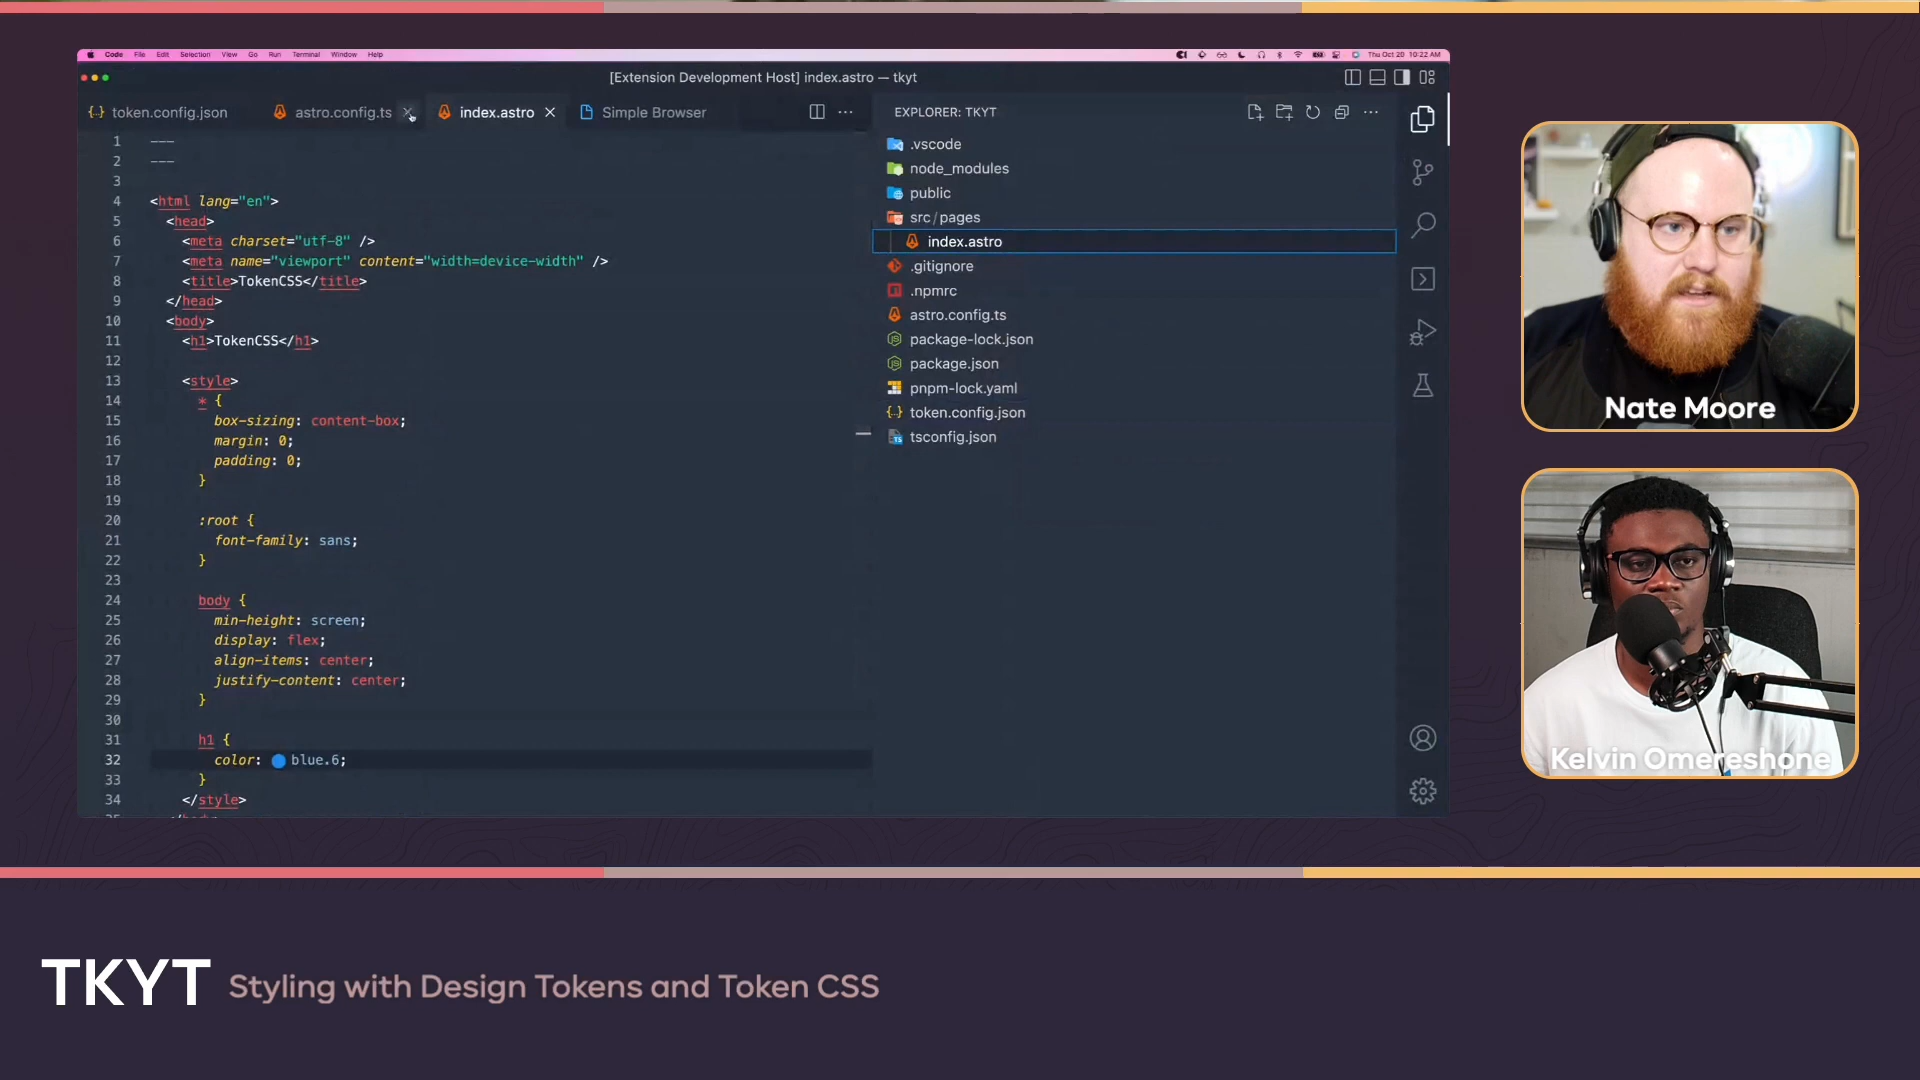 Code File Edit Selection View Go Run Terminal Window Help
Thu Oct 20 10:22 AM
[Extension Development Host] index.astro — tkyt
token.config.json
astro.config.ts
index.astro
Simple Browser
EXPLORER: TKYT
1 ---
2 ---
3
4 <html lang="en">
5 <head>
6 <meta charset="utf-8" />
7 <meta name="viewport" content="width=device-width" />
8 <title>TokenCSS</title>
9 </head>
10 <body>
11 <h1>TokenCSS</h1>
12
13 <style>
14 * {
15 box-sizing: content-box;
16 margin: 0;
17 padding: 0;
18 }
19
20 :root {
21 font-family: sans;
22 }
23
24 body {
25 min-height: screen;
26 display: flex;
27 align-items: center;
28 justify-content: center;
29 }
30
31 h1 {
32 color: blue.6;
33 }
34 </style>
.vscode
node_modules
public
src/pages
index.astro
.gitignore
.npmrc
astro.config.ts
package-lock.json
package.json
pnpm-lock.yaml
token.config.json
tsconfig.json
Nate Moore
Kelvin Omereshone
TKYT Styling with Design Tokens and Token CSS